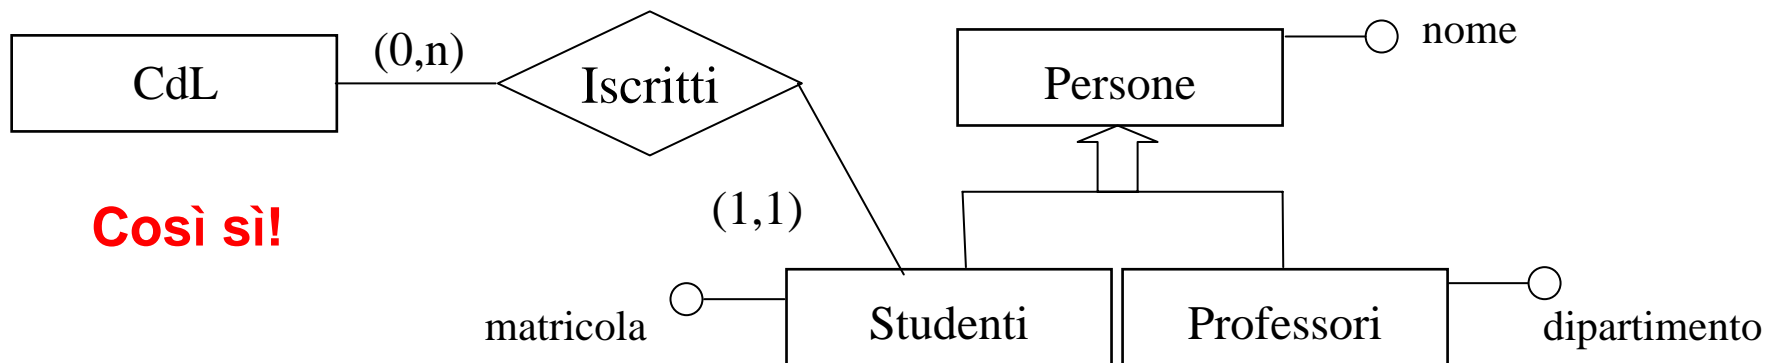 nome
(0,n)
CdL
Iscritti
Persone
Così sì!
(1,1)
matricola
Studenti
Professori
dipartimento